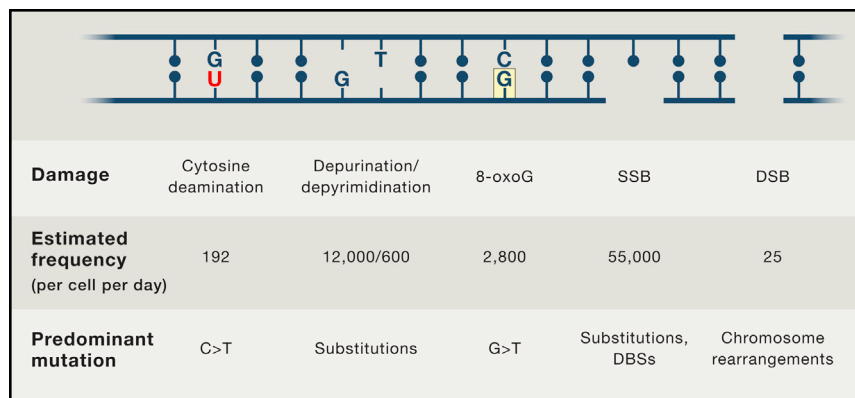 G T C
U G G
Damage
Cytosine
deamination
Depurination/
depyrimidination
8-oxoG
SSB
DSB
Estimated
frequency
(per cell per day)
192
12,000/600
2,800
55,000
25
Predominant
mutation
C>T
Substitutions
G>T
Substitutions,
DBSs
Chromosome
rearrangements